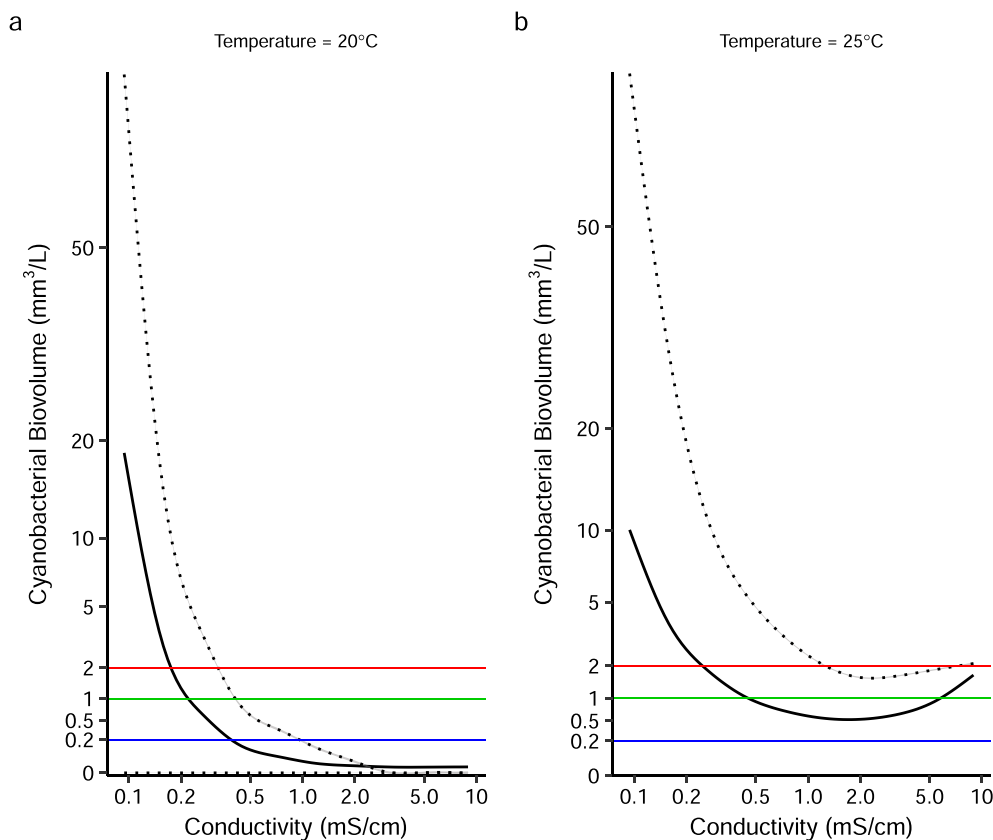 a
Temperature = 20°C
Cyanobacterial Biovolume (mm³/L)
50
20
10
5
2
1
0.5
0.2
0
0.1 0.2 0.5 1.0 2.0 5.0 10
Conductivity (mS/cm)
b
Temperature = 25°C
Cyanobacterial Biovolume (mm³/L)
50
20
10
5
2
1
0.5
0.2
0
0.1 0.2 0.5 1.0 2.0 5.0 10
Conductivity (mS/cm)